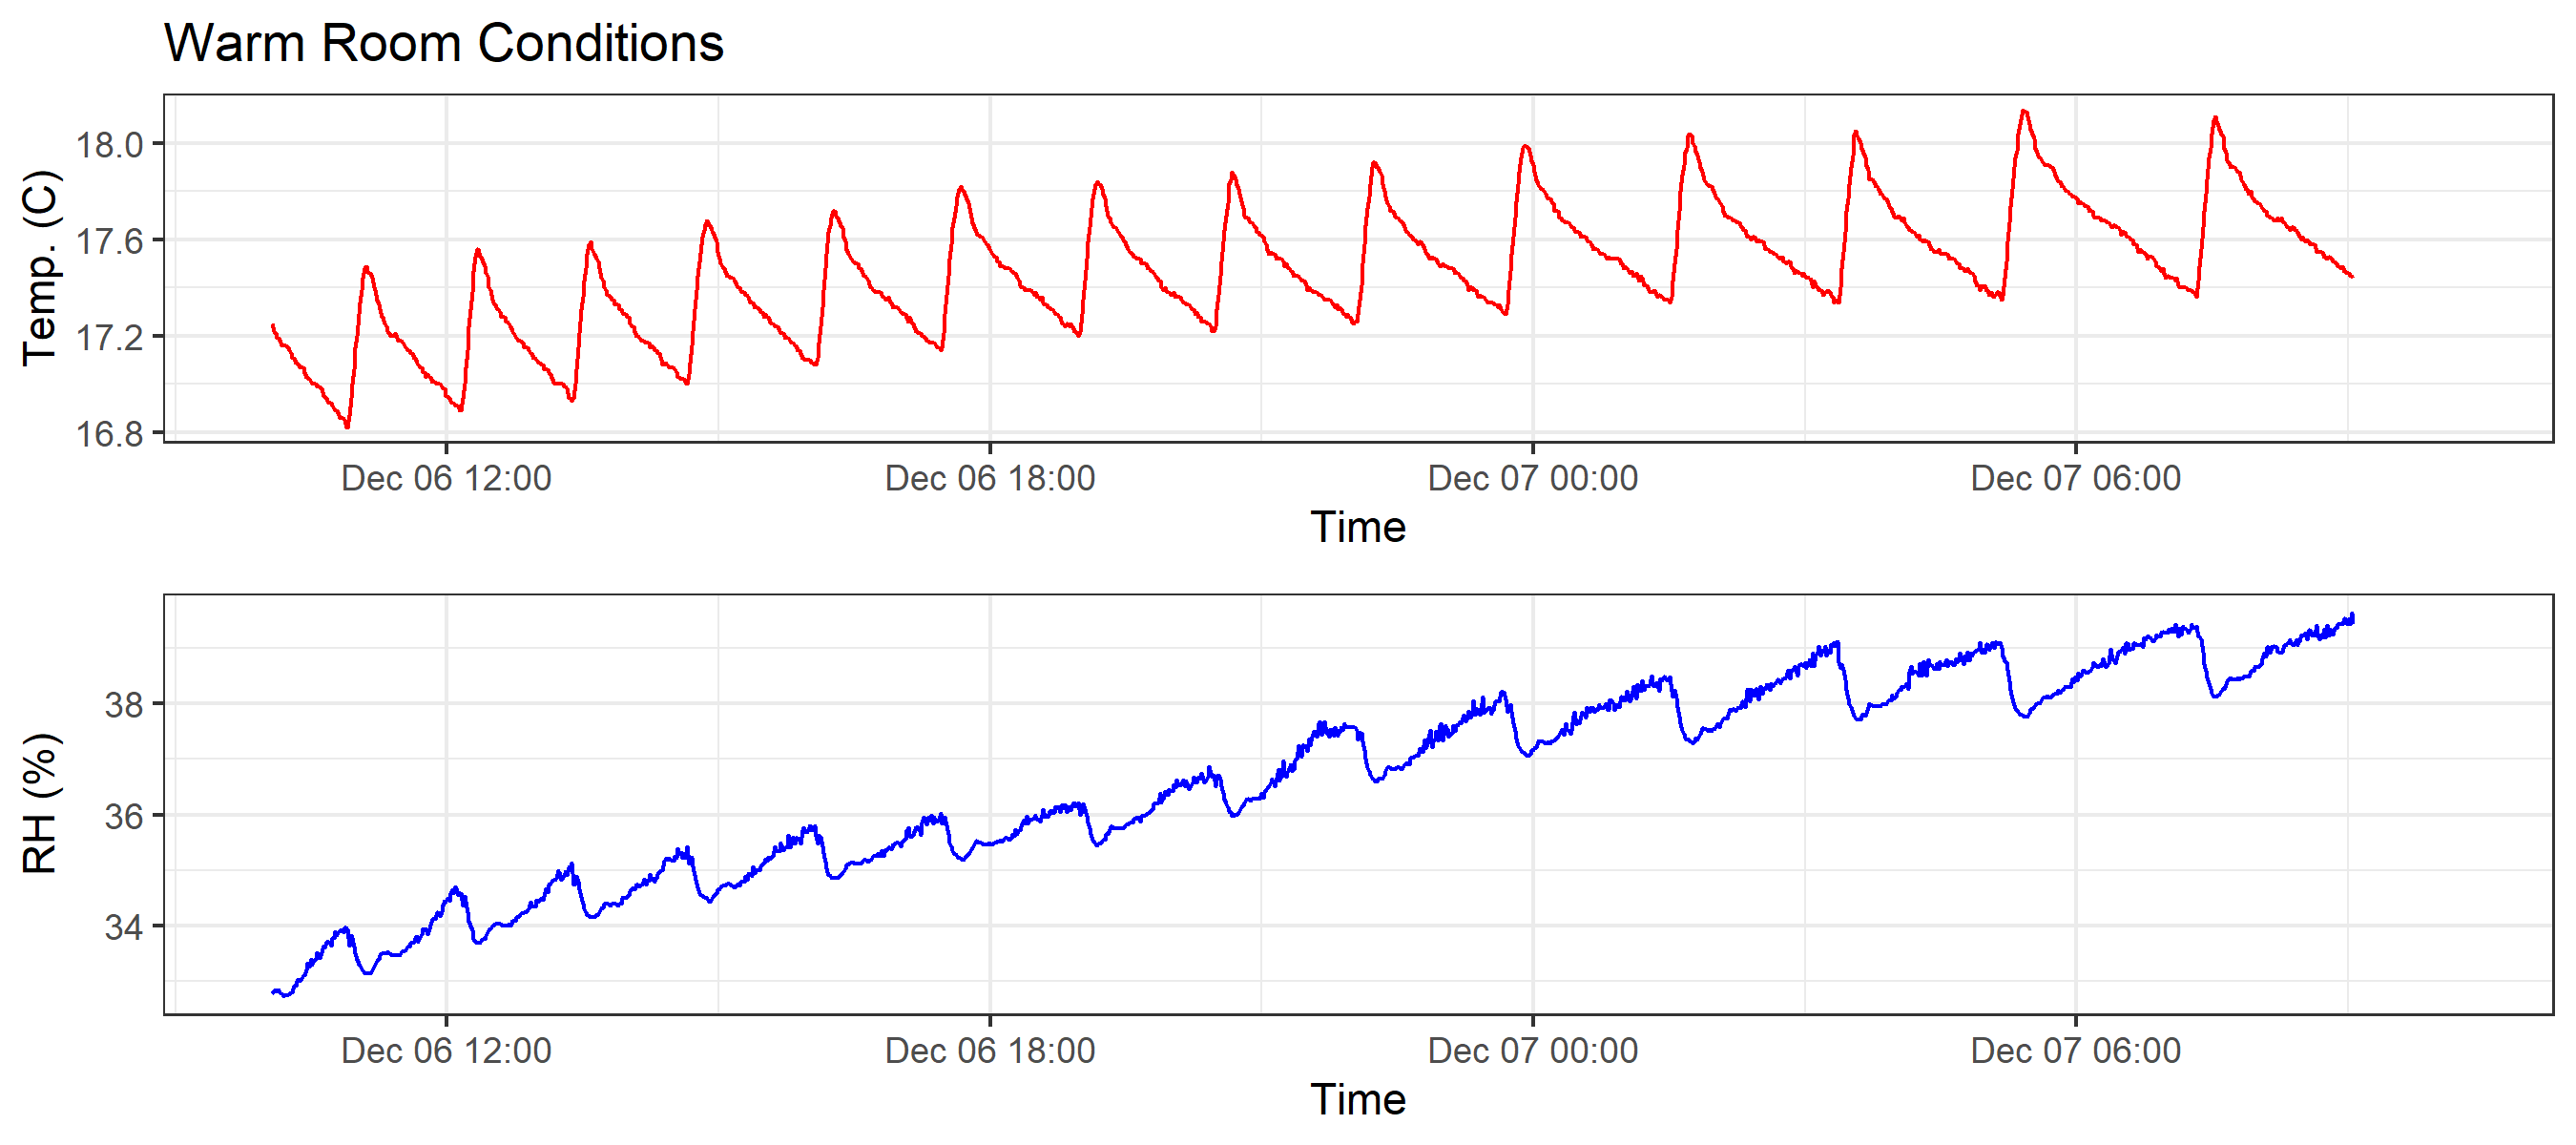 Warm Room Conditions
Temp. (C)
18.0
17.6
17.2
16.8
Dec 06 12:00 Dec 06 18:00 Dec 07 00:00 Dec 07 06:00
Time
RH (%)
38
36
34
Dec 06 12:00 Dec 06 18:00 Dec 07 00:00 Dec 07 06:00
Time